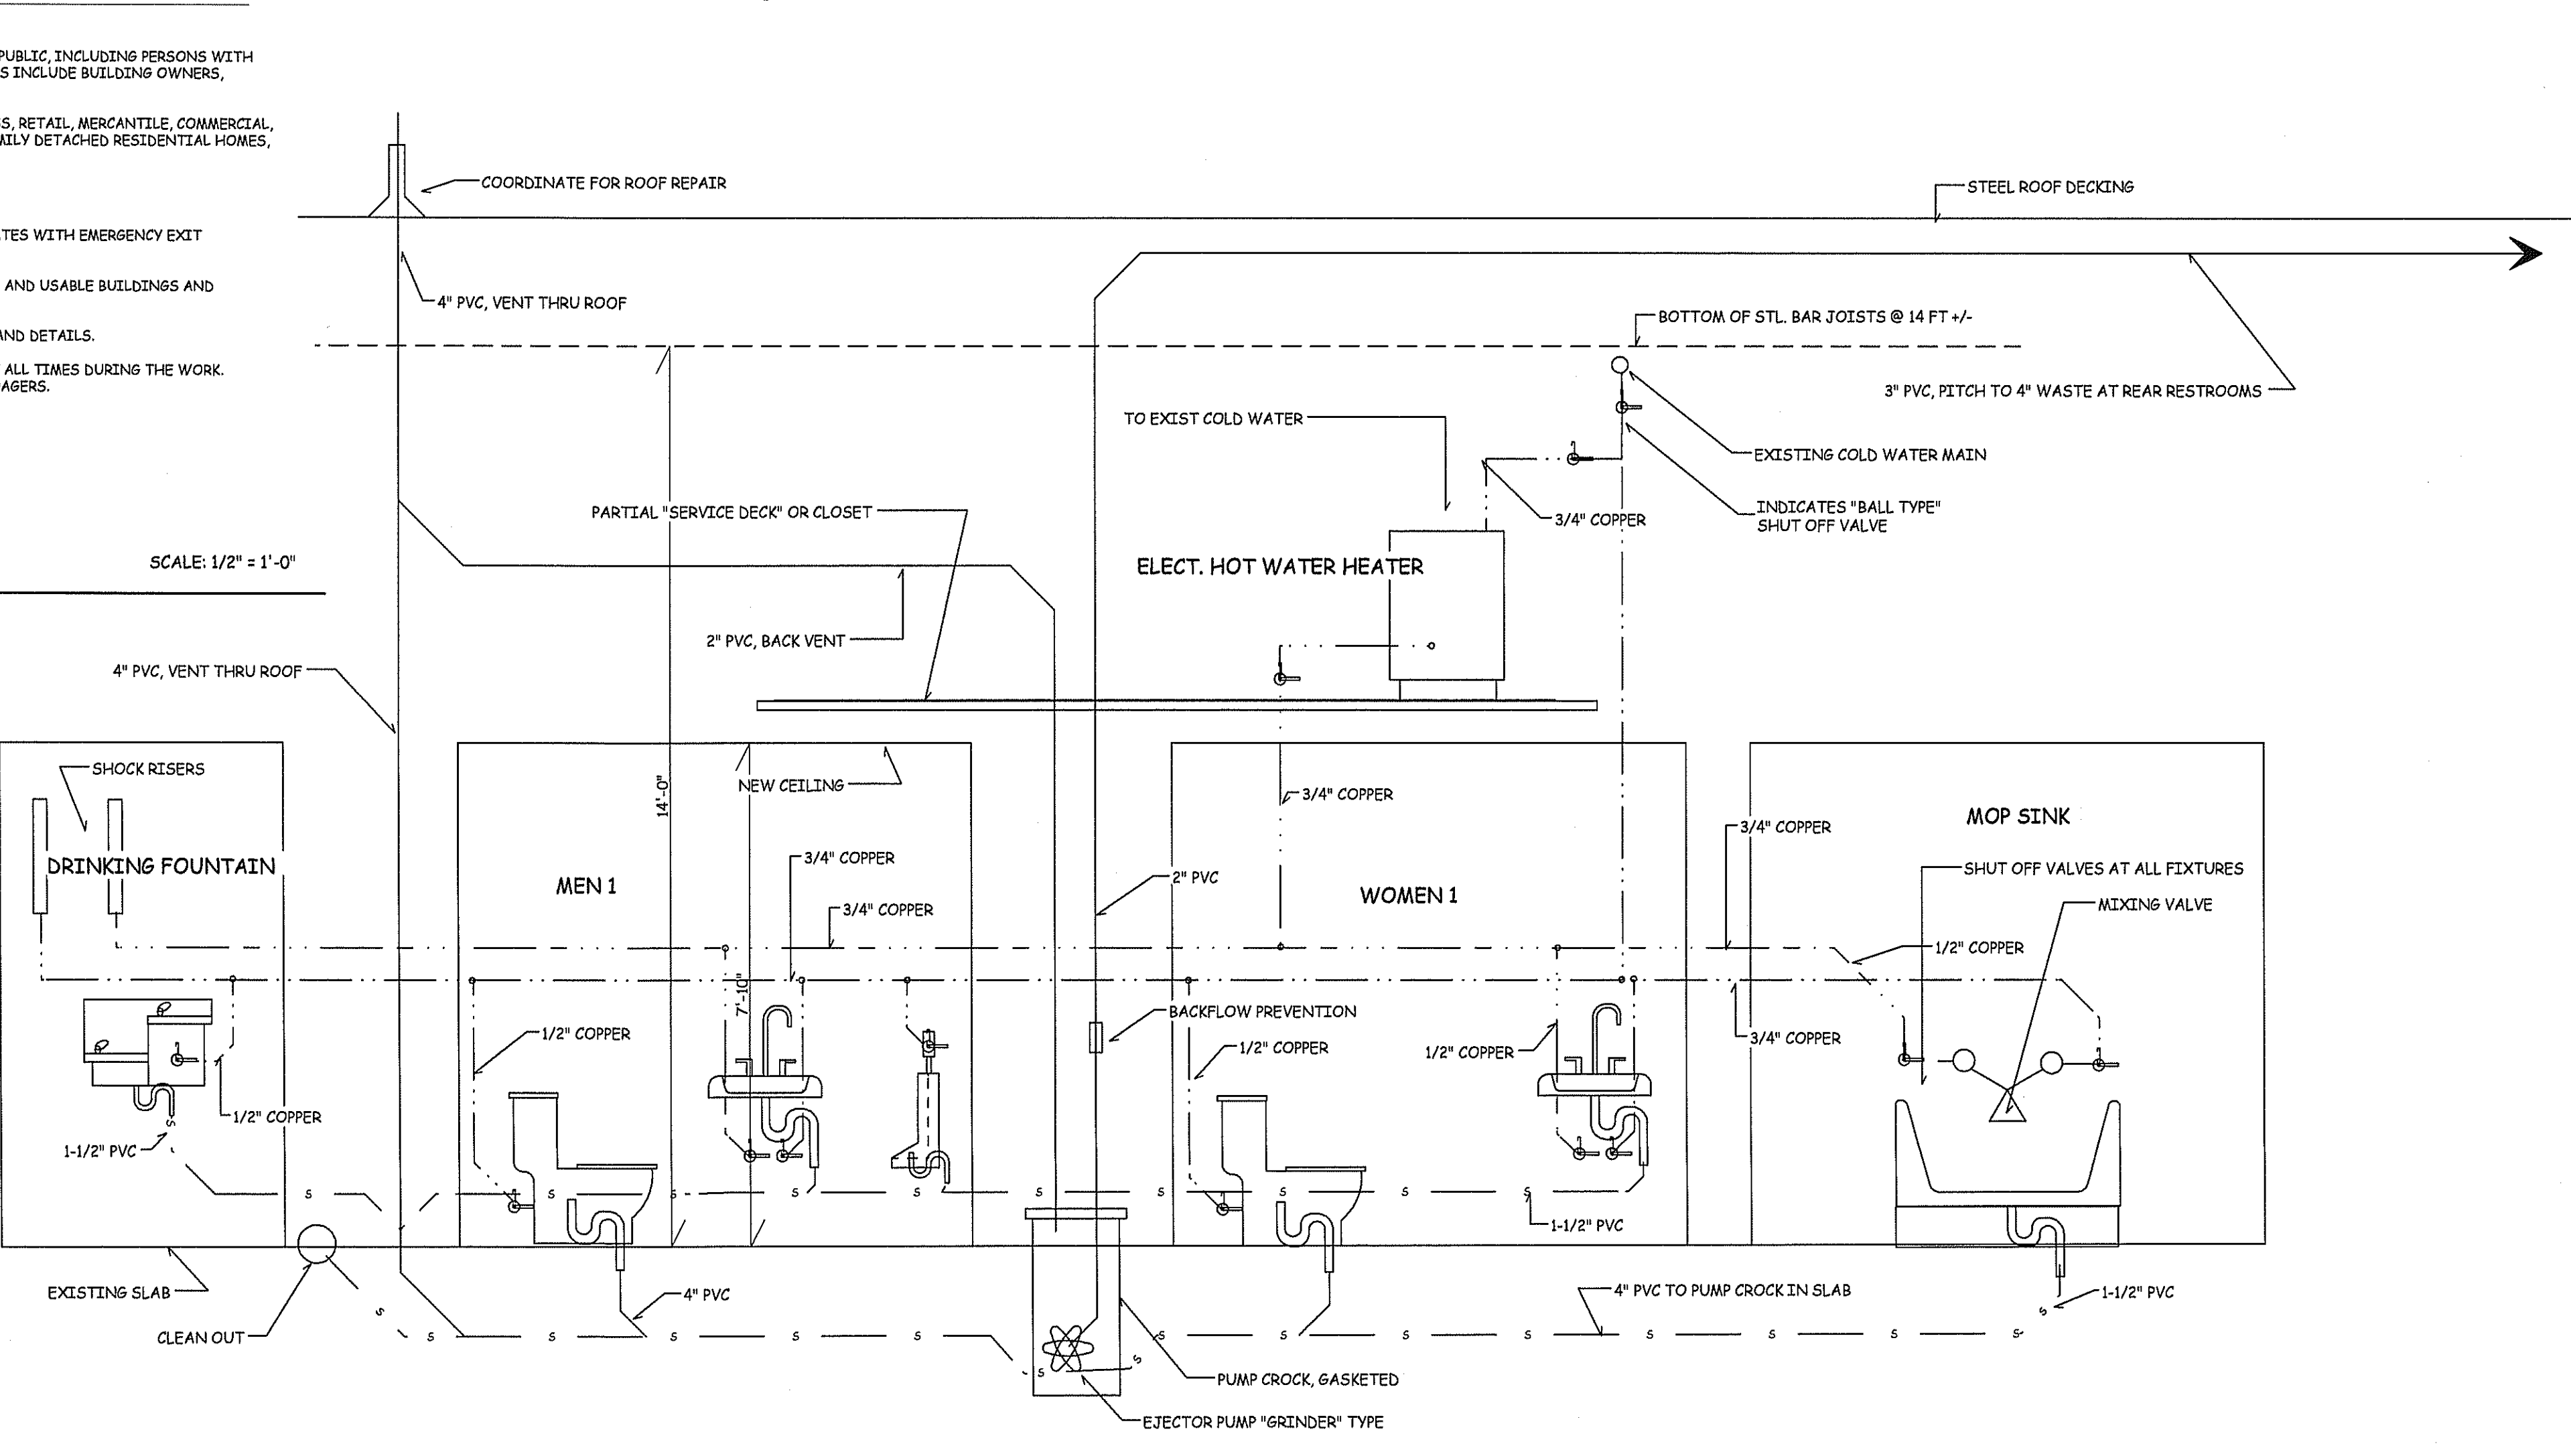 PUBLIC, INCLUDING PERSONS WITH
S INCLUDE BUILDING OWNERS,
SS, RETAIL, MERCANTILE, COMMERCIAL,
MILY DETACHED RESIDENTIAL HOMES,
TES WITH EMERGENCY EXIT
AND USABLE BUILDINGS AND
AND DETAILS.
ALL TIMES DURING THE WORK.
AGERS.
COORDINATE FOR ROOF REPAIR
STEEL ROOF DECKING
4" PVC, VENT THRU ROOF
BOTTOM OF STL. BAR JOISTS @ 14 FT +/-
3" PVC, PITCH TO 4" WASTE AT REAR RESTROOMS
TO EXIST COLD WATER
EXISTING COLD WATER MAIN
PARTIAL "SERVICE DECK" OR CLOSET
3/4" COPPER
INDICATES "BALL TYPE"
SHUT OFF VALVE
SCALE: 1/2" = 1'-0"
ELECT. HOT WATER HEATER
2" PVC, BACK VENT
4" PVC, VENT THRU ROOF
SHOCK RISERS
NEW CEILING
14'-0"
3/4" COPPER
MOP SINK
3/4" COPPER
DRINKING FOUNTAIN
MEN 1
3/4" COPPER
3/4" COPPER
2" PVC
WOMEN 1
SHUT OFF VALVES AT ALL FIXTURES
MIXING VALVE
1/2" COPPER
7'-10"
BACKFLOW PREVENTION
1/2" COPPER
1/2" COPPER
1/2" COPPER
3/4" COPPER
1/2" COPPER
1-1/2" PVC
S
S S S S S S S S S S
1-1/2" PVC
EXISTING SLAB
4" PVC
4" PVC TO PUMP CROCK IN SLAB
1-1/2" PVC
CLEAN OUT
S S S S S S S S S S S S S S
S S
PUMP CROCK, GASKETED
EJECTOR PUMP "GRINDER" TYPE